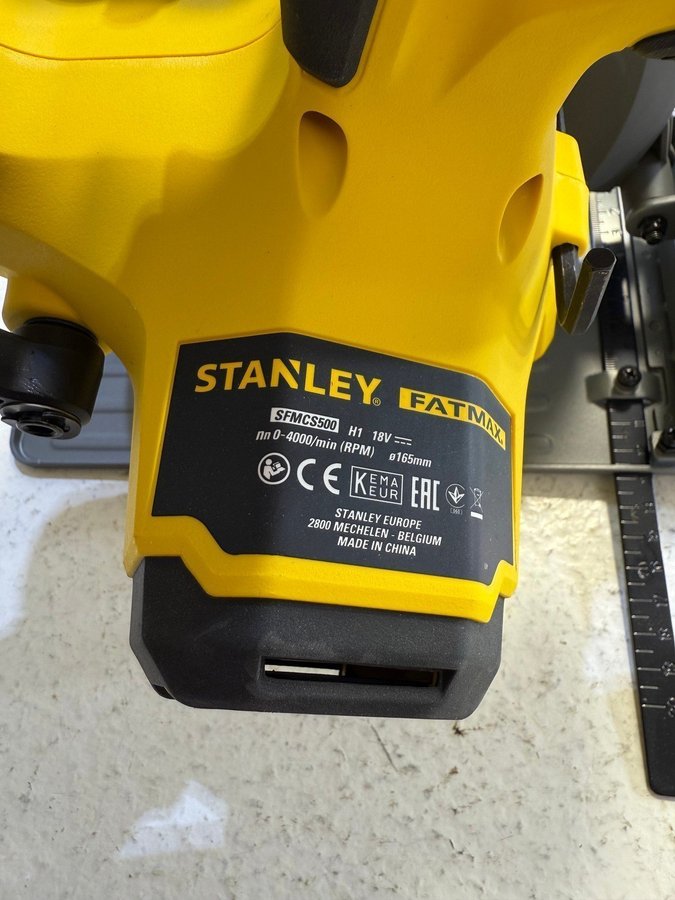 STANLEY® FATMAX®
SFMCS500 H1 18V
nn 0-4000/min (RPM) ø165mm
CE KEMA KEUR EAC
STANLEY EUROPE
2800 MECHELEN - BELGIUM
MADE IN CHINA